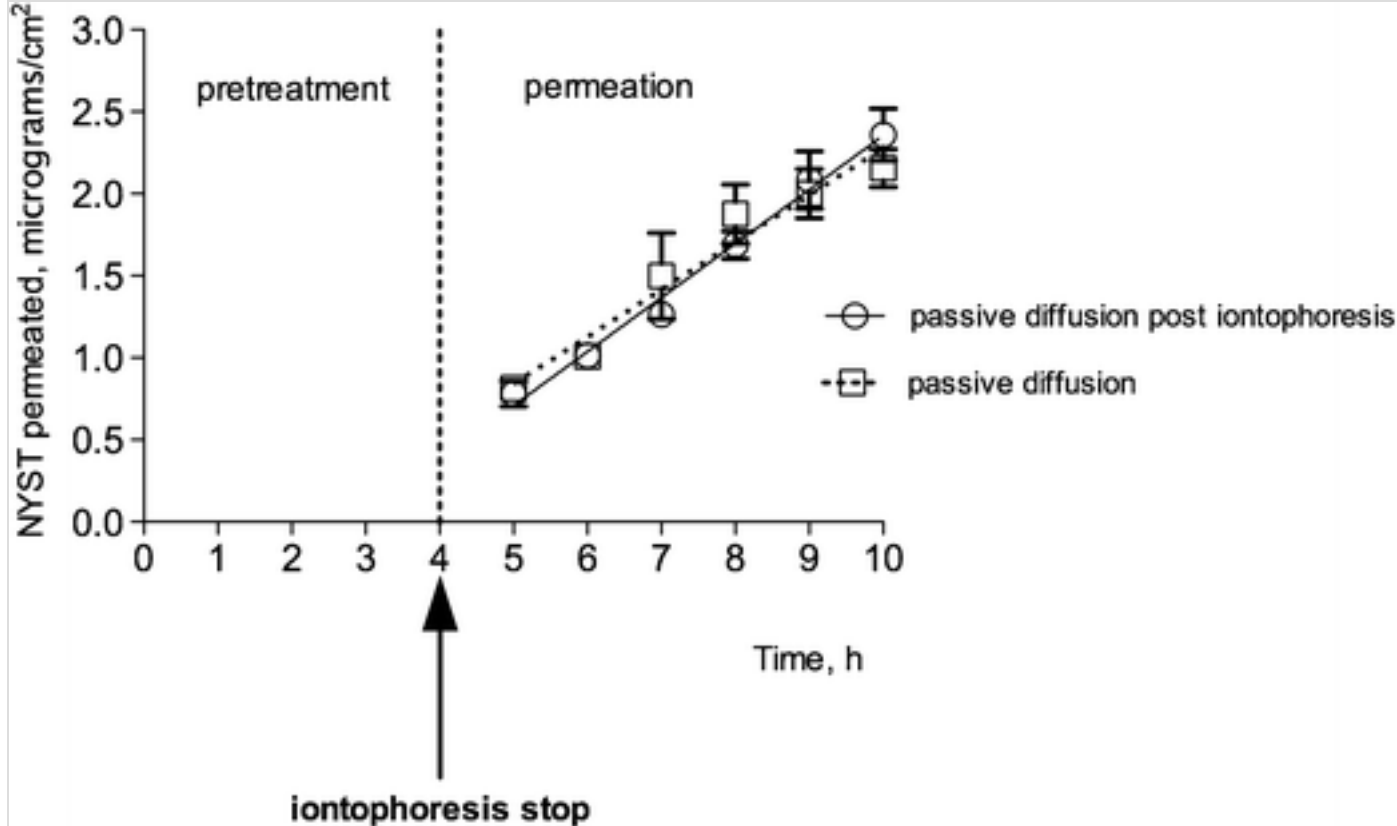 NYST permeated, micrograms/cm²
3.0
2.5
2.0
1.5
1.0
0.5
0.0
pretreatment
permeation
passive diffusion post iontophoresis
passive diffusion
0 1 2 3 4 5 6 7 8 9 10
Time, h
iontophoresis stop